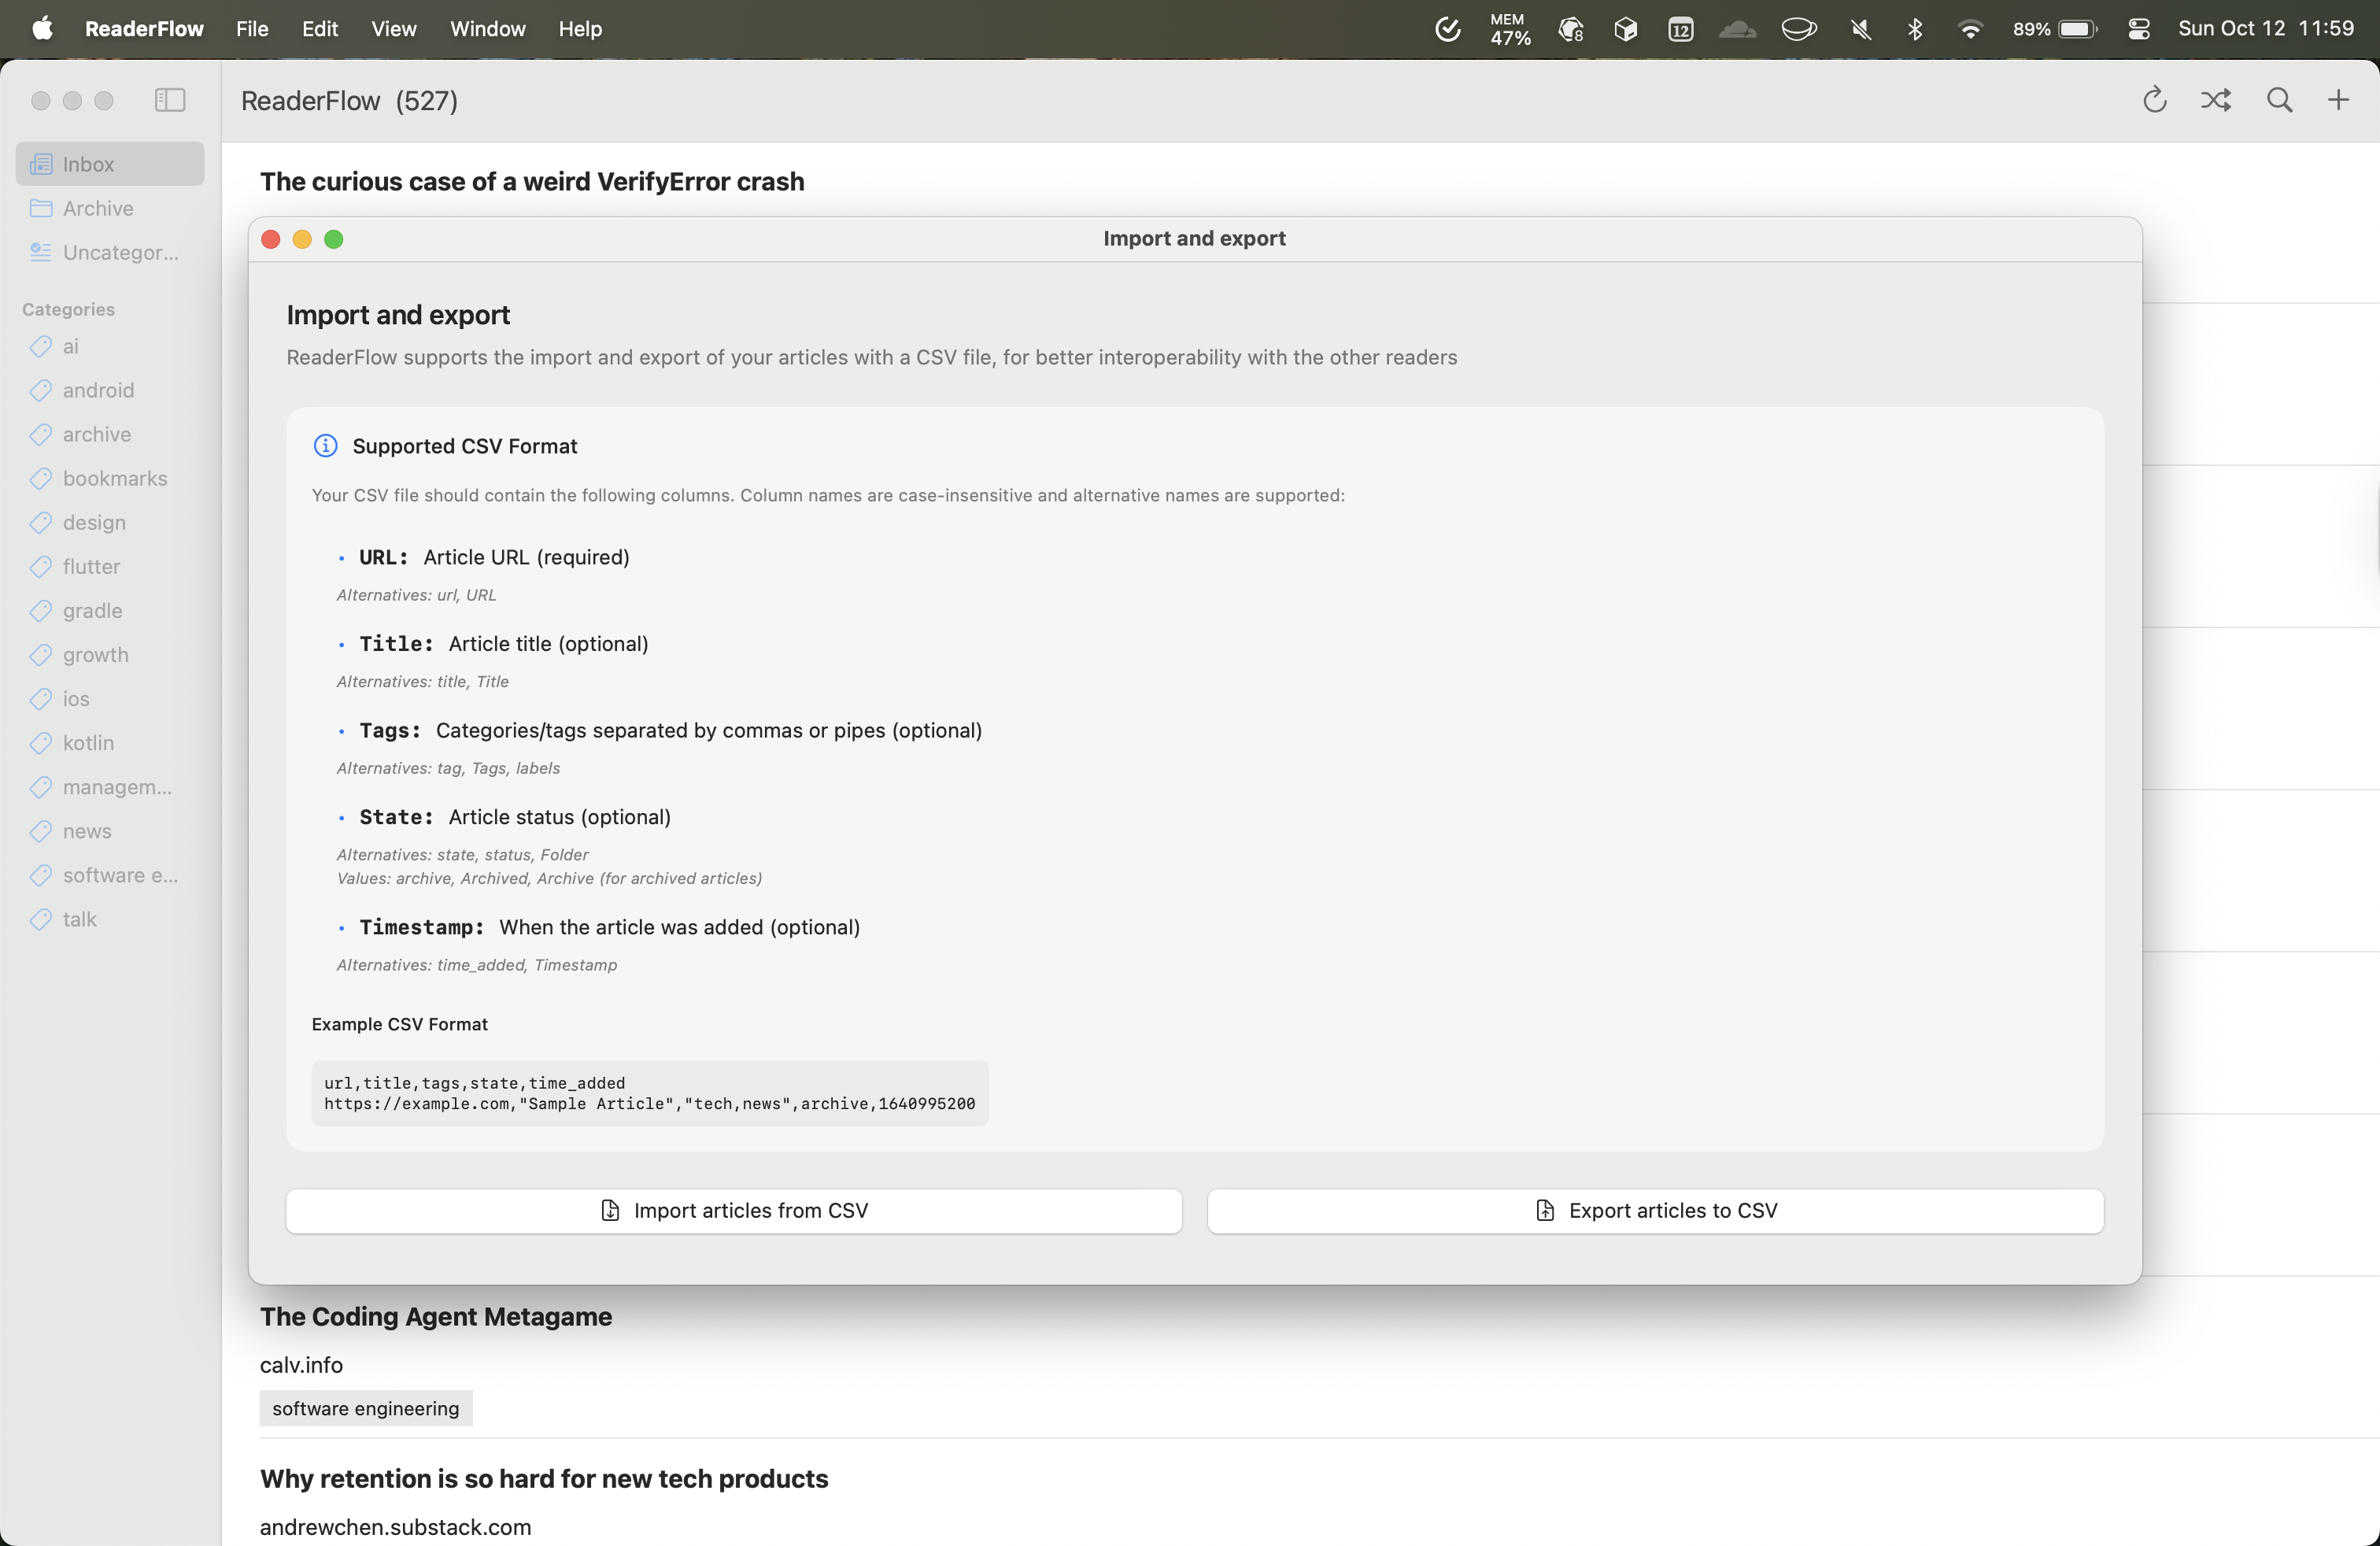 ReaderFlow File Edit View Window Help
MEM
47%
8
12
89%
Sun Oct 12 11:59
ReaderFlow (527)
Inbox
Archive
Uncategor...
Categories
ai
android
archive
bookmarks
design
flutter
gradle
growth
ios
kotlin
managem...
news
software e...
talk
The curious case of a weird VerifyError crash
Import and export
Import and export
ReaderFlow supports the import and export of your articles with a CSV file, for better interoperability with the other readers
Supported CSV Format
Your CSV file should contain the following columns. Column names are case-insensitive and alternative names are supported:
• URL: Article URL (required)
Alternatives: url, URL
• Title: Article title (optional)
Alternatives: title, Title
• Tags: Categories/tags separated by commas or pipes (optional)
Alternatives: tag, Tags, labels
• State: Article status (optional)
Alternatives: state, status, Folder
Values: archive, Archived, Archive (for archived articles)
• Timestamp: When the article was added (optional)
Alternatives: time_added, Timestamp
Example CSV Format
url,title,tags,state,time_added
https://example.com,"Sample Article","tech,news",archive,1640995200
Import articles from CSV
Export articles to CSV
The Coding Agent Metagame
calv.info
software engineering
Why retention is so hard for new tech products
andrewchen.substack.com